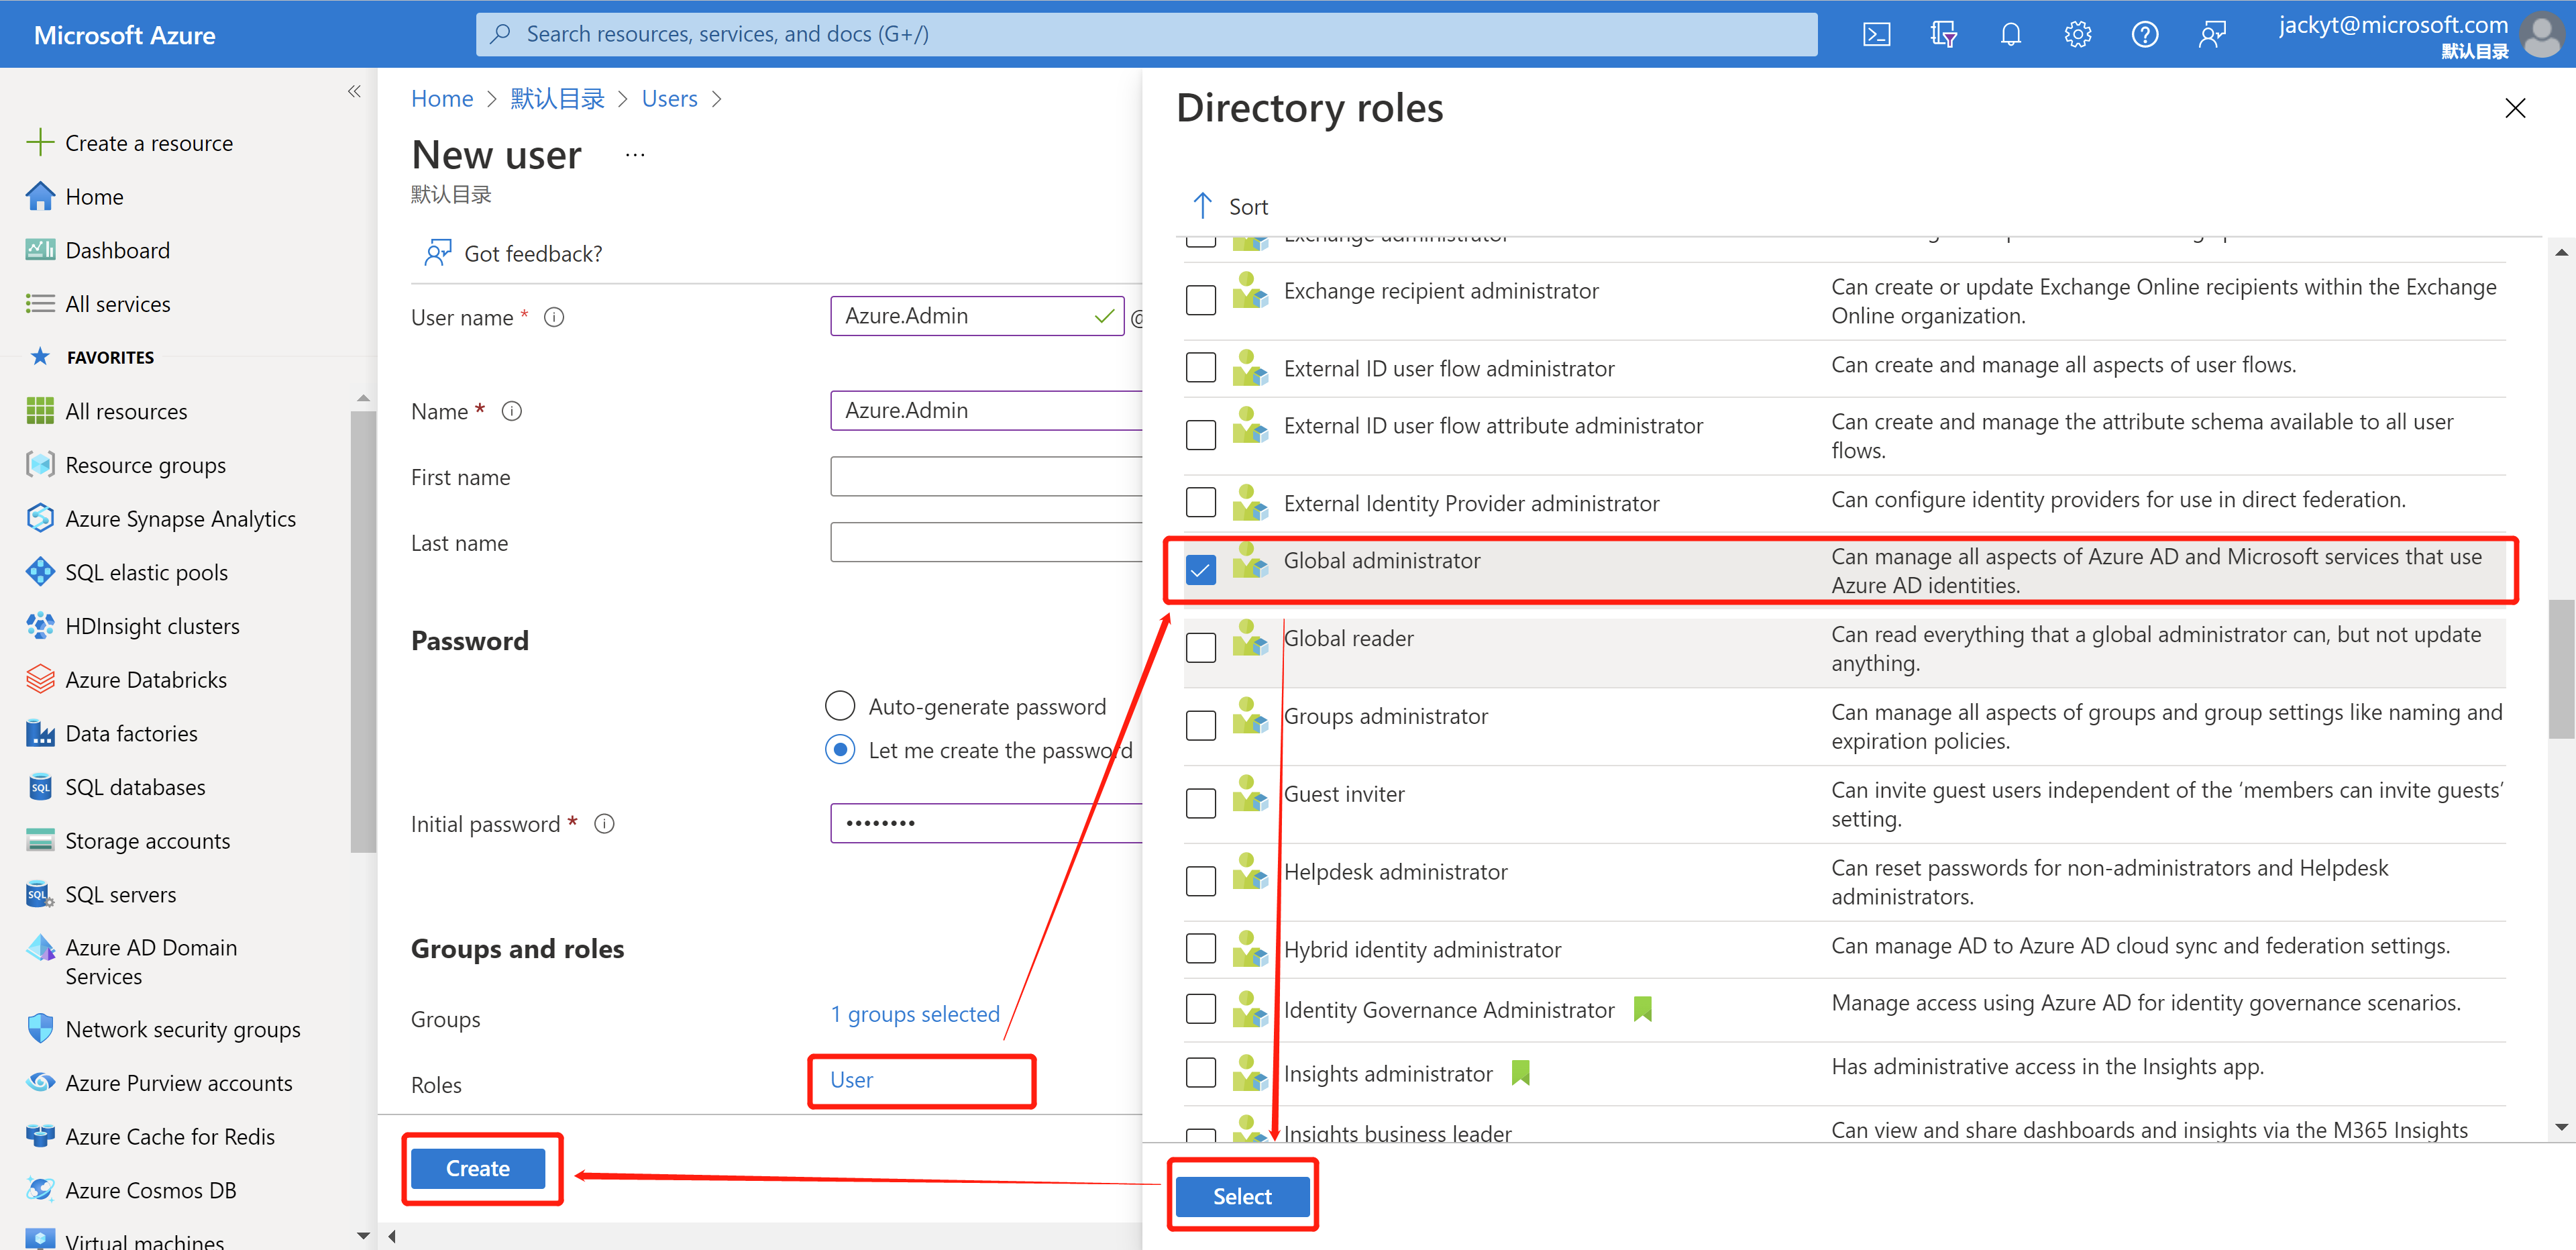 Microsoft Azure
Search resources, services, and docs (G+/)
jackyt@microsoft.com
默认目录
Create a resource
Home
Dashboard
All services
FAVORITES
All resources
Resource groups
Azure Synapse Analytics
SQL elastic pools
HDInsight clusters
Azure Databricks
Data factories
SQL databases
Storage accounts
SQL servers
Azure AD Domain
Services
Network security groups
Azure Purview accounts
Azure Cache for Redis
Azure Cosmos DB
Virtual machines
Home > 默认目录 > Users >
New user ...
默认目录
Got feedback?
User name *
Azure.Admin
@
Name *
Azure.Admin
First name
Last name
Password
Auto-generate password
Let me create the password
Initial password *
••••••••
Groups and roles
Groups
1 groups selected
Roles
User
Create
Directory roles
Sort
Exchange administrator
Exchange recipient administrator
Can create or update Exchange Online recipients within the Exchange
Online organization.
External ID user flow administrator
Can create and manage all aspects of user flows.
External ID user flow attribute administrator
Can create and manage the attribute schema available to all user
flows.
External Identity Provider administrator
Can configure identity providers for use in direct federation.
Global administrator
Can manage all aspects of Azure AD and Microsoft services that use
Azure AD identities.
Global reader
Can read everything that a global administrator can, but not update
anything.
Groups administrator
Can manage all aspects of groups and group settings like naming and
expiration policies.
Guest inviter
Can invite guest users independent of the ‘members can invite guests’
setting.
Helpdesk administrator
Can reset passwords for non-administrators and Helpdesk
administrators.
Hybrid identity administrator
Can manage AD to Azure AD cloud sync and federation settings.
Identity Governance Administrator
Manage access using Azure AD for identity governance scenarios.
Insights administrator
Has administrative access in the Insights app.
Insights business leader
Can view and share dashboards and insights via the M365 Insights
Select